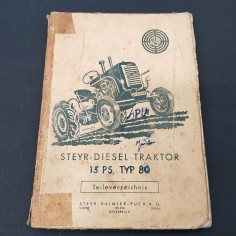 STEYR-DIESEL-TRAKTOR
15 PS, TYP 80
Teileverzeichnis
STEYR-DAIMLER-PUCH A.G.